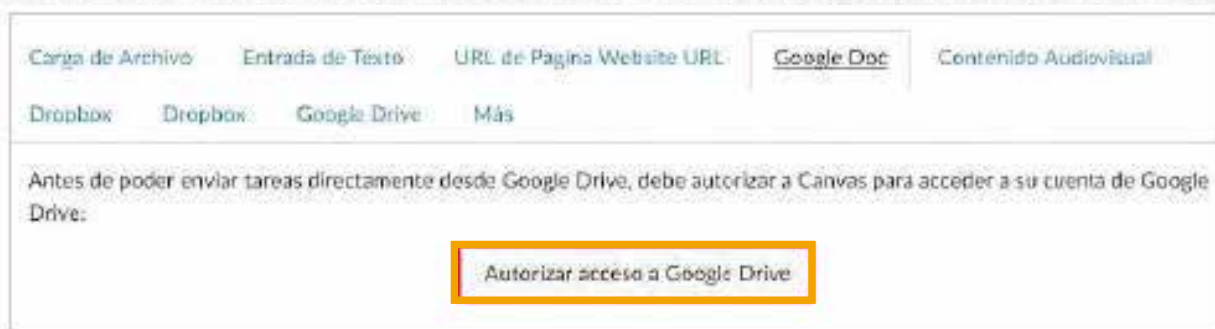 Carga de Archivo Entrada de Texto URL de Pagina Website URL Google Doc Contenido Audiovisual
Dropbox Dropbox Google Drive Más
Antes de poder enviar tareas directamente desde Google Drive, debe autorizar a Canvas para acceder a su cuenta de Google
Drive:
Autorizar acceso a Google Drive